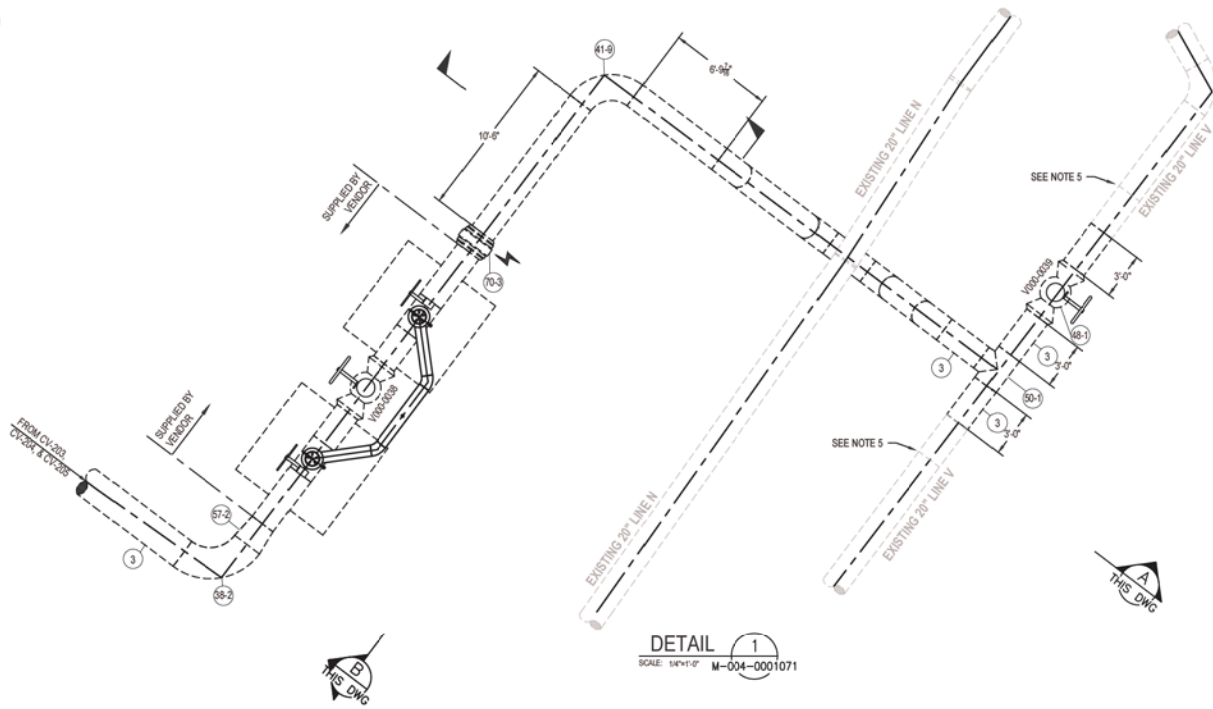 41-9
6'-9⅞"
10'-6"
EXISTING 20" LINE N
SEE NOTE 5
EXISTING 20" LINE V
SUPPLIED BY
VENDOR
70-3
V000-0039
3'-0"
48-1
3
3'-0"
3
50-1
3
3'-0"
V000-0038
SUPPLIED BY
VENDOR
FROM CV-203,
CV-204, & CV-205
57-2
3
38-2
SEE NOTE 5
EXISTING 20" LINE V
EXISTING 20" LINE N
A
THIS DWG
B
THIS DWG
DETAIL 1
SCALE: 1/4"=1'-0" M-004-0001071